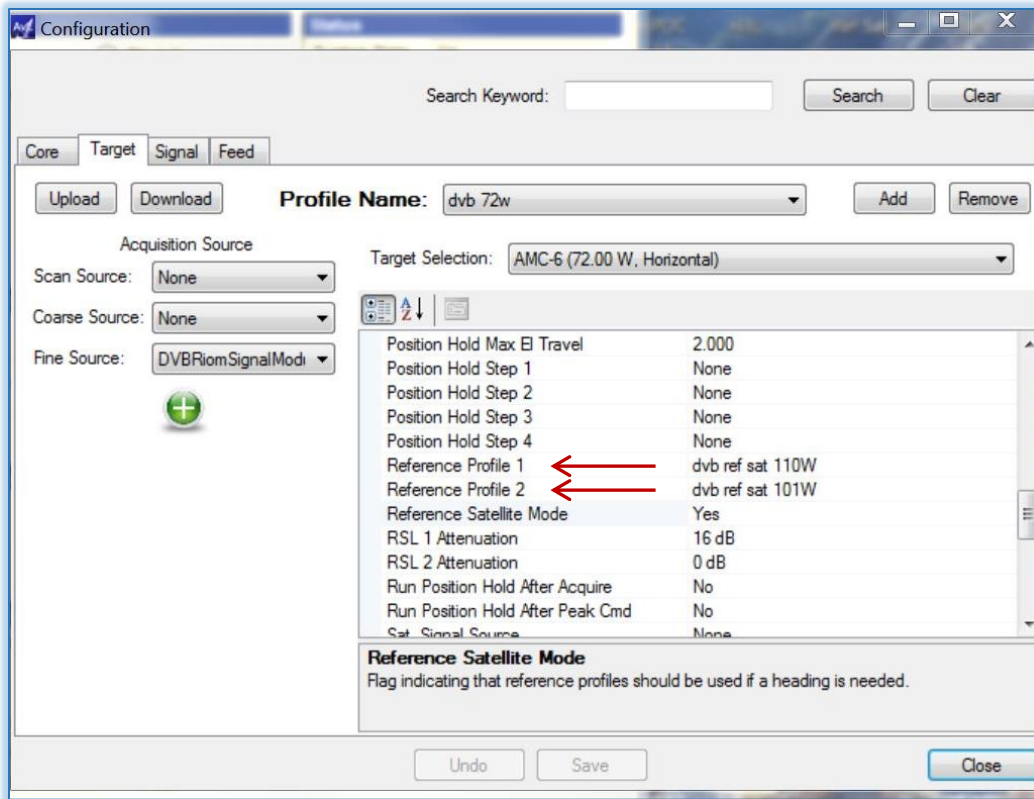 Configuration
Search Keyword: Search Clear
Core Target Signal Feed
Upload Download Profile Name: dvb 72w Add Remove
Acquisition Source
Target Selection: AMC-6 (72.00 W, Horizontal)
Scan Source: None
Coarse Source: None
Fine Source: DVBRiomSignalModu
Position Hold Max El Travel 2.000
Position Hold Step 1 None
Position Hold Step 2 None
Position Hold Step 3 None
Position Hold Step 4 None
Reference Profile 1 dvb ref sat 110W
Reference Profile 2 dvb ref sat 101W
Reference Satellite Mode Yes
RSL 1 Attenuation 16 dB
RSL 2 Attenuation 0 dB
Run Position Hold After Acquire No
Run Position Hold After Peak Cmd No
Sat. Signal Source None
Reference Satellite Mode
Flag indicating that reference profiles should be used if a heading is needed.
Undo Save Close